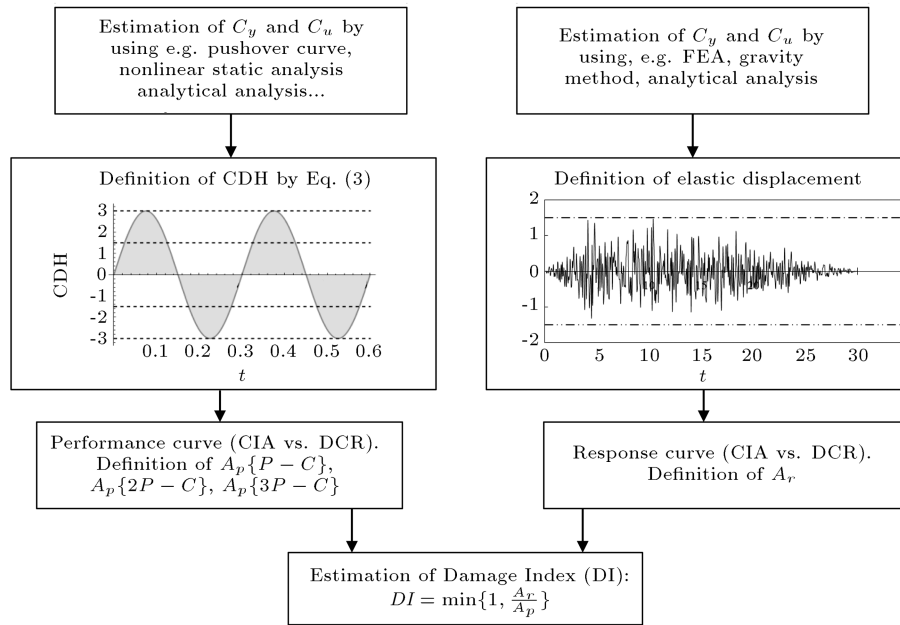 Estimation of C_y and C_u by
using e.g. pushover curve,
nonlinear static analysis
analytical analysis...
Estimation of C_y and C_u by
using, e.g. FEA, gravity
method, analytical analysis
Definition of CDH by Eq. (3)
3
2
1
0
-1
-2
-3
CDH
0.1 0.2 0.3 0.4 0.5 0.6
t
Definition of elastic displacement
2
1
0
-1
-2
10 15 20
0 5 10 15 20 25 30
t
Performance curve (CIA vs. DCR).
Definition of A_p{P − C},
A_p{2P − C}, A_p{3P − C}
Response curve (CIA vs. DCR).
Definition of A_r
Estimation of Damage Index (DI):
DI = min{1, A_r/A_p}